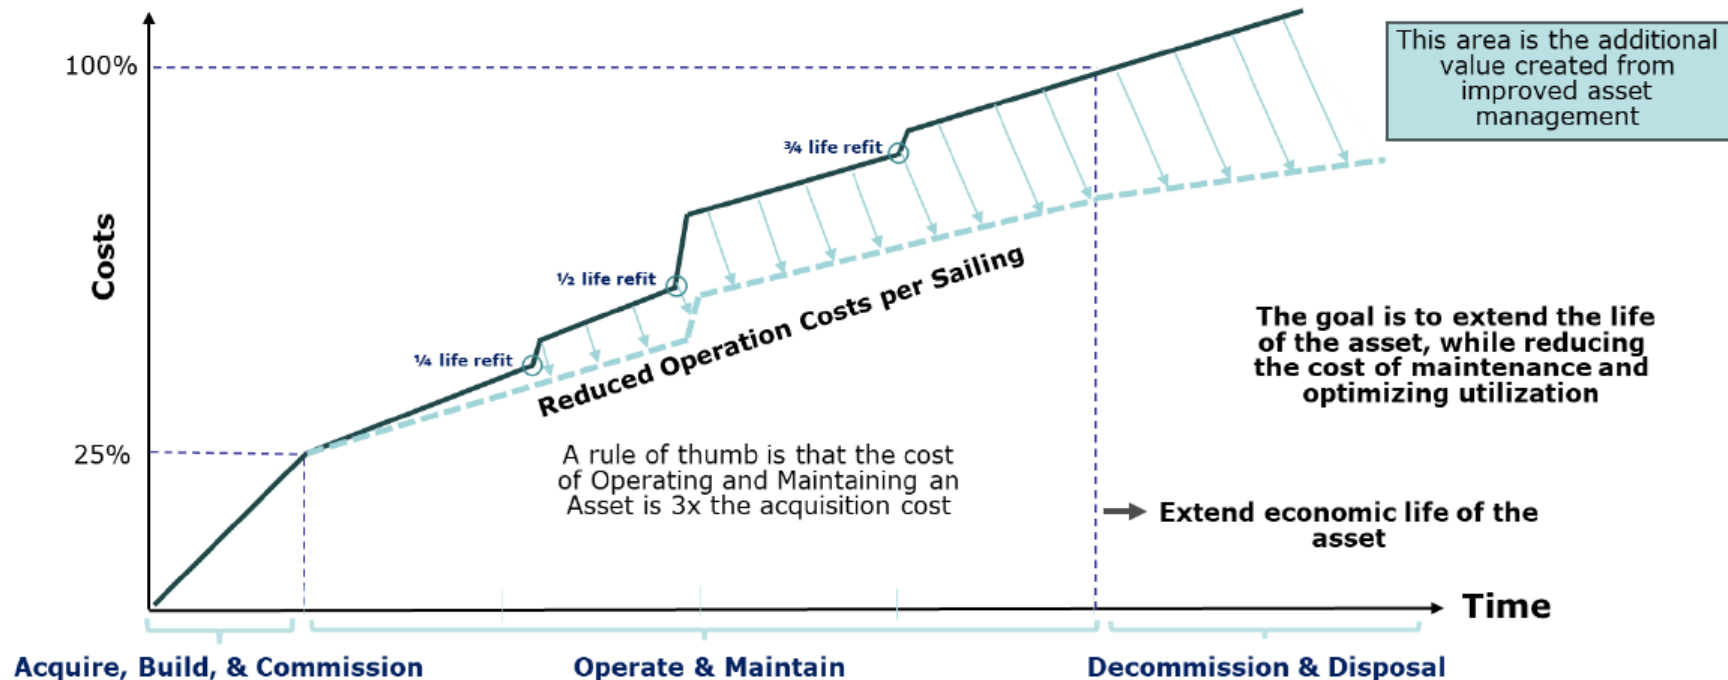 100%
This area is the additional
value created from
improved asset
management
¾ life refit
Costs
½ life refit
Reduced Operation Costs per Sailing
The goal is to extend the life
of the asset, while reducing
the cost of maintenance and
optimizing utilization
¼ life refit
25%
A rule of thumb is that the cost
of Operating and Maintaining an
Asset is 3x the acquisition cost
Extend economic life of the
asset
Time
Acquire, Build, & Commission
Operate & Maintain
Decommission & Disposal